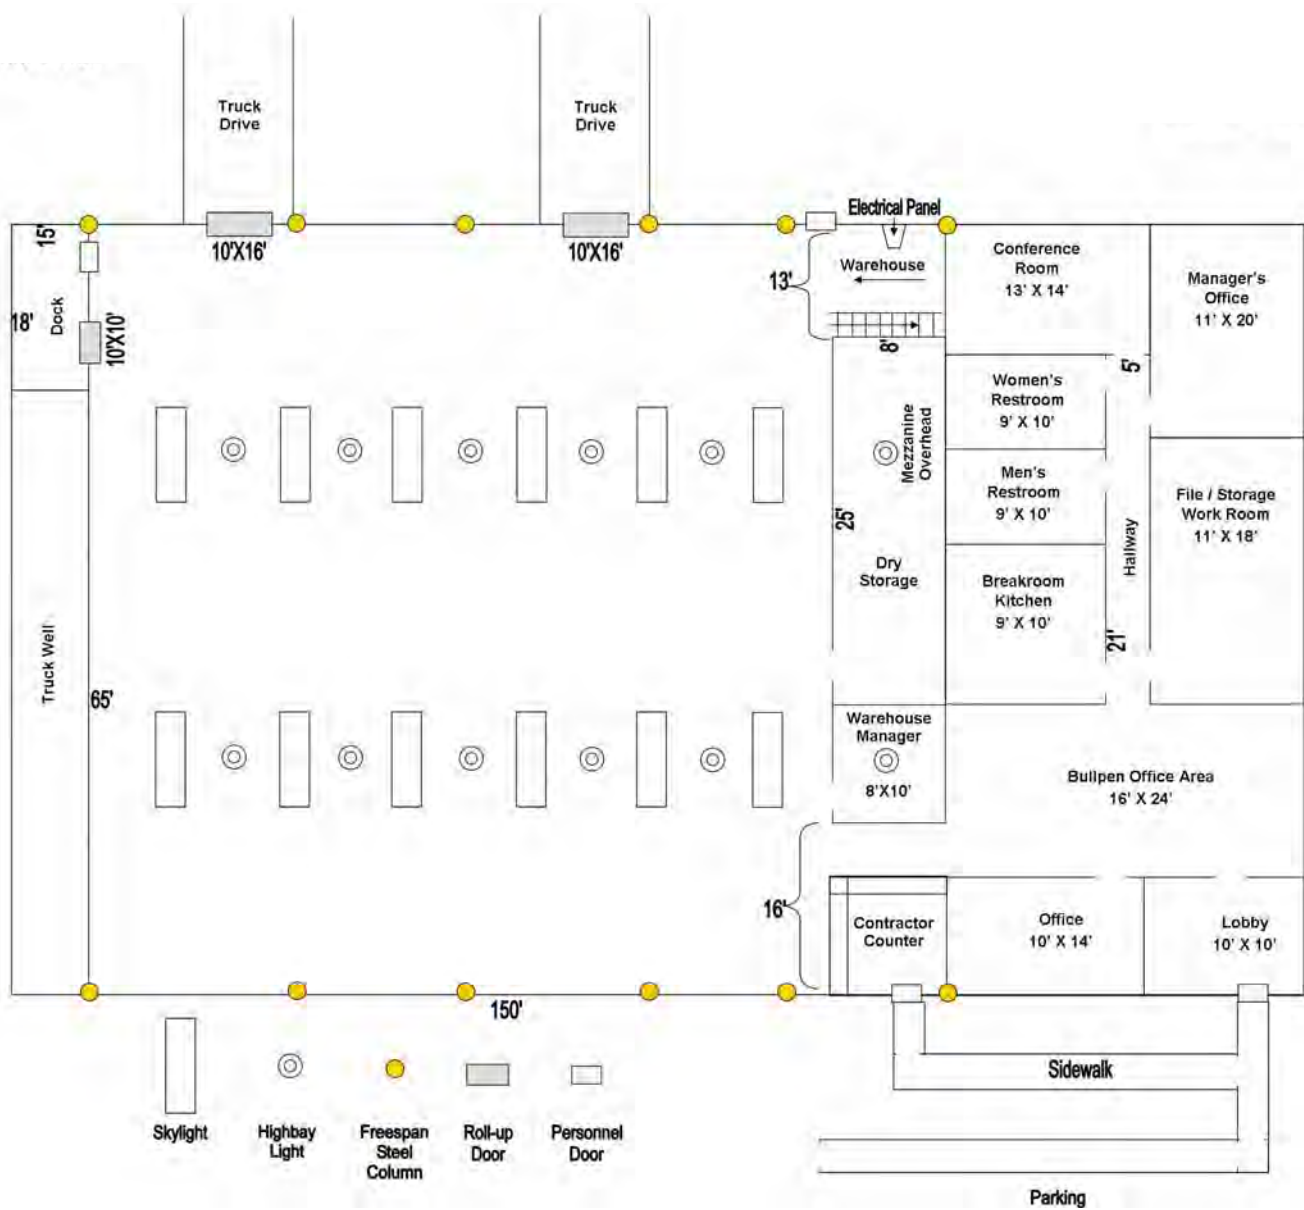 Truck
Drive
Truck
Drive
Electrical Panel
15'
10'X16'
10'X16'
13'
Warehouse
Conference
Room
13' X 14'
Manager's
Office
11' X 20'
18'
Dock
10'X10'
8'
5'
Women's
Restroom
9' X 10'
Mezzanine
Overhead
Men's
Restroom
9' X 10'
File / Storage
Work Room
11' X 18'
25'
Hallway
Dry
Storage
Breakroom
Kitchen
9' X 10'
21'
Truck Well
65'
Warehouse
Manager
8'X10'
Bullpen Office Area
16' X 24'
16'
Contractor
Counter
Office
10' X 14'
Lobby
10' X 10'
150'
Sidewalk
Skylight
Highbay
Light
Freespan
Steel
Column
Roll-up
Door
Personnel
Door
Parking